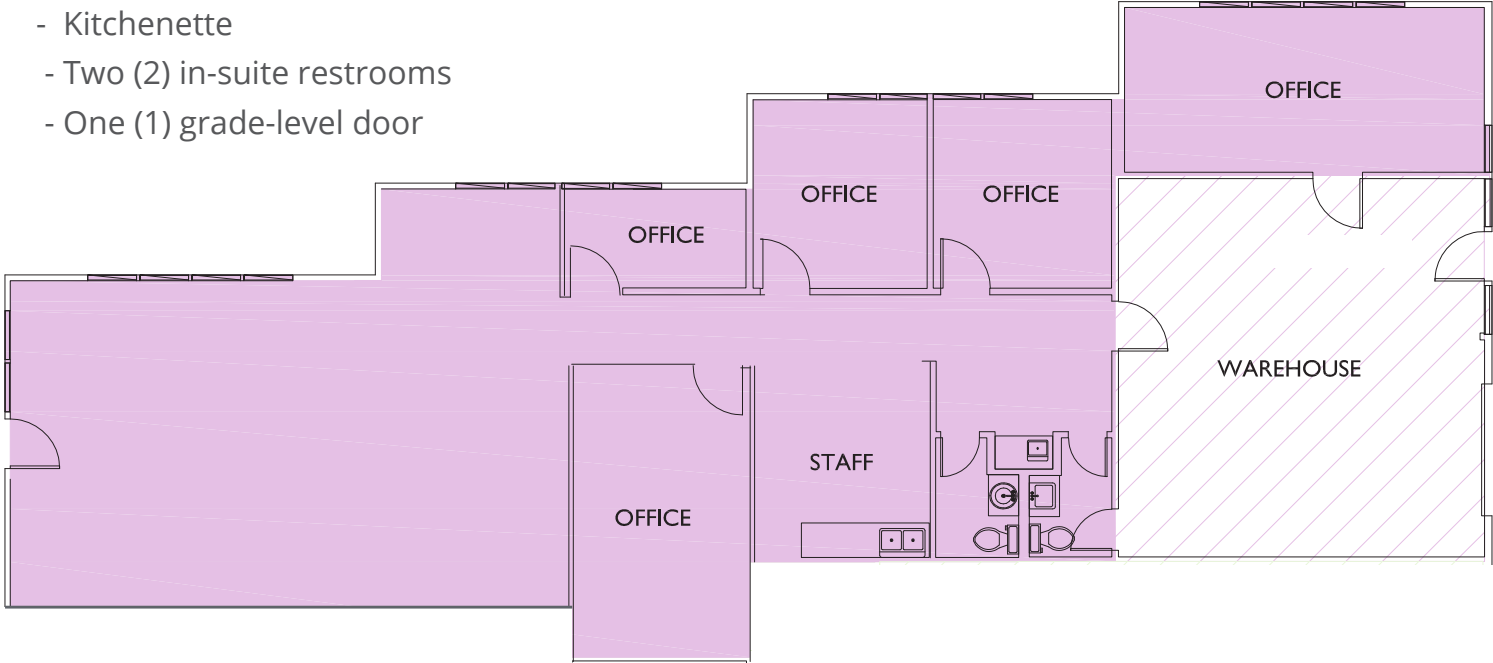 - Kitchenette
- Two (2) in-suite restrooms
- One (1) grade-level door
OFFICE
OFFICE
OFFICE
OFFICE
WAREHOUSE
STAFF
OFFICE